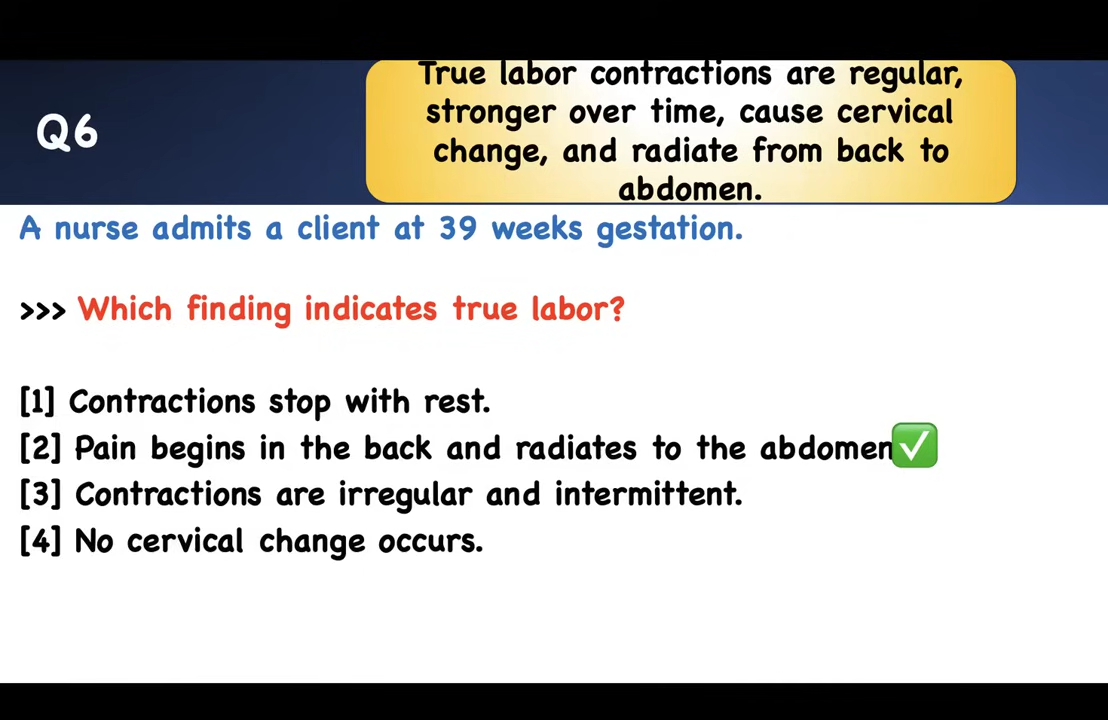 True labor contractions are regular,
stronger over time, cause cervical
change, and radiate from back to
abdomen.
Q6
A nurse admits a client at 39 weeks gestation.
>>> Which finding indicates true labor?
[1] Contractions stop with rest.
[2] Pain begins in the back and radiates to the abdomen✅
[3] Contractions are irregular and intermittent.
[4] No cervical change occurs.